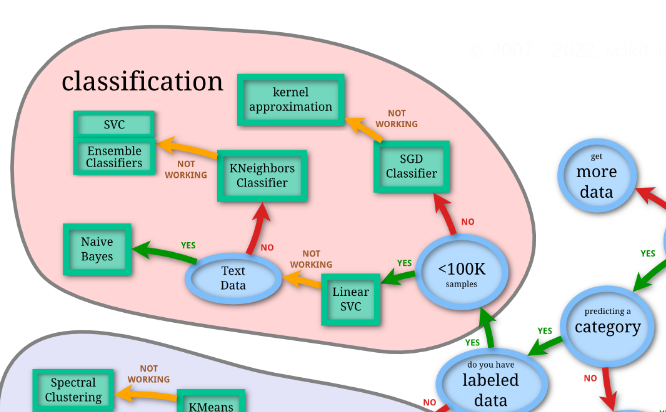 classification
kernel
approximation
NOT
WORKING
SVC
Ensemble
Classifiers
NOT
WORKING
KNeighbors
Classifier
SGD
Classifier
get
more
data
Naive
Bayes
YES
NO
Text
Data
NOT
WORKING
Linear
SVC
YES
NO
<100K
samples
YES
predicting a
category
YES
YES
NO
do you have
labeled
data
NO
Spectral
Clustering
NOT
WORKING
KMeans